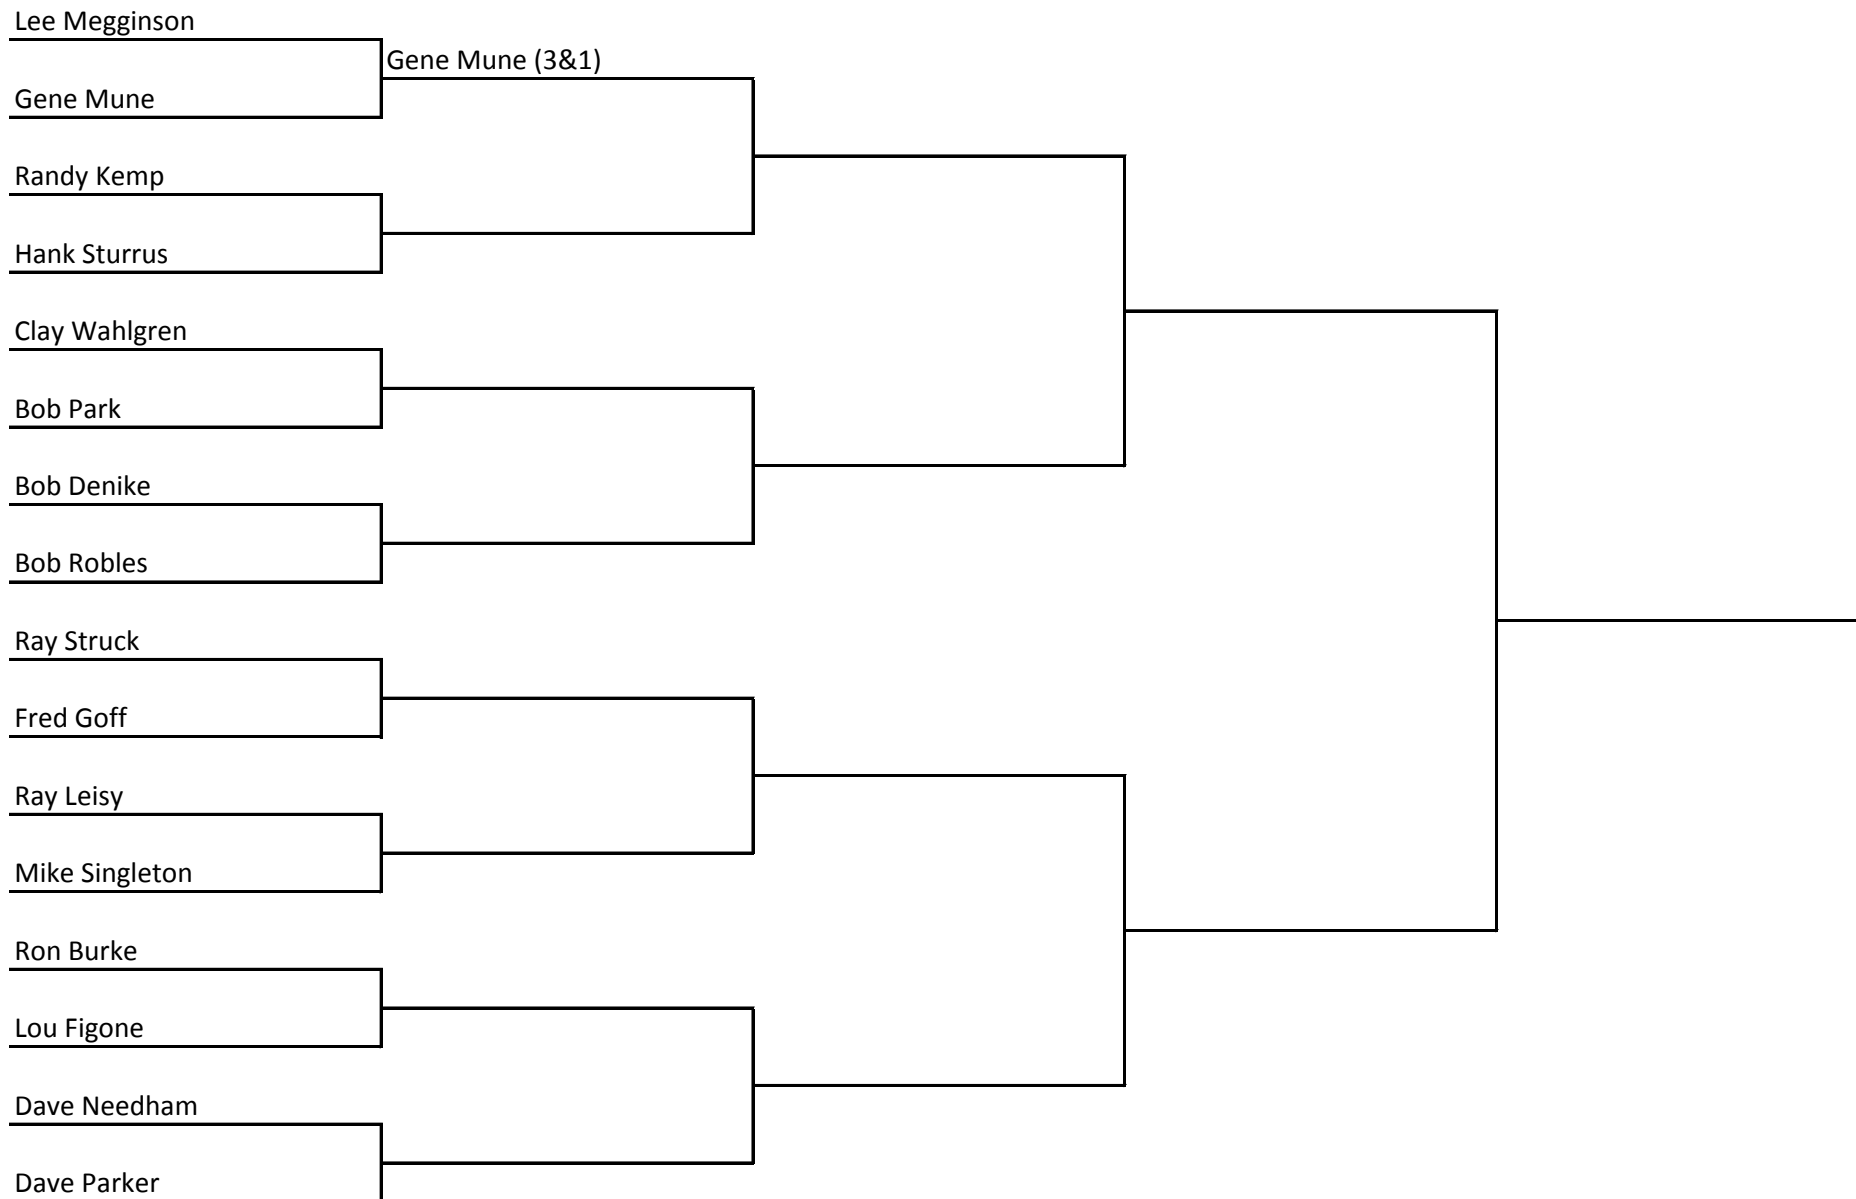 Lee Megginson
Gene Mune (3&1)
Gene Mune
Randy Kemp
Hank Sturrus
Clay Wahlgren
Bob Park
Bob Denike
Bob Robles
Ray Struck
Fred Goff
Ray Leisy
Mike Singleton
Ron Burke
Lou Figone
Dave Needham
Dave Parker